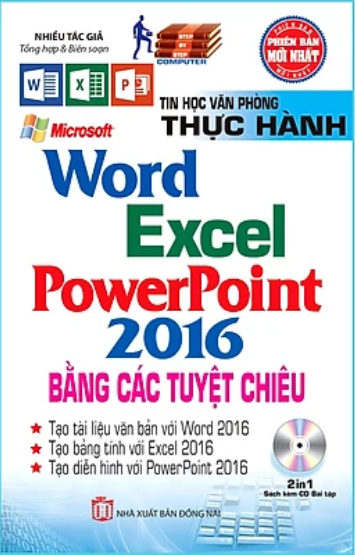 NHIỀU TÁC GIẢ
Tổng hợp & Biên soạn
STEP
BY
STEP
COMPUTER
PHIÊN BẢN
MỚI NHẤT
W X P
TIN HỌC VĂN PHÒNG
Microsoft
THỰC HÀNH
Word
Excel
PowerPoint
2016
BẰNG CÁC TUYỆT CHIÊU
Tạo tài liệu văn bản với Word 2016
Tạo bảng tính với Excel 2016
Tạo diễn hình với PowerPoint 2016
2in1
Sách kèm CD Bài tập
NHÀ XUẤT BẢN ĐỒNG NAI